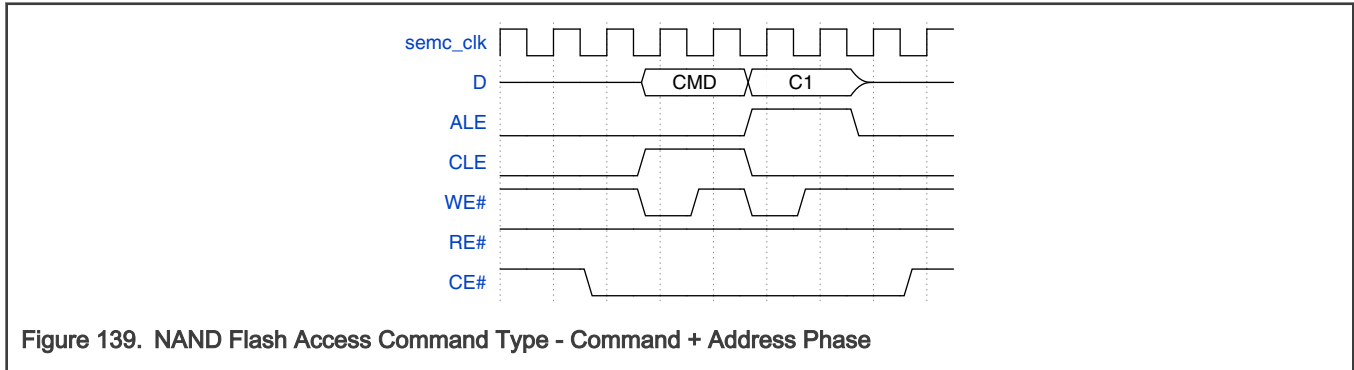 semc_clk
D CMD C1
ALE
CLE
WE#
RE#
CE#
Figure 139. NAND Flash Access Command Type - Command + Address Phase